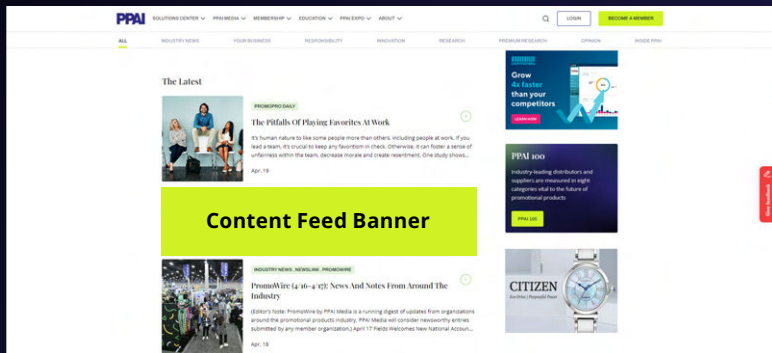 PPAI
SOLUTIONS CENTER PPAI MEDIA MEMBERSHIP EDUCATION PPAI EXPO ABOUT
LOGIN
BECOME A MEMBER
ALL INDUSTRY NEWS YOUR BUSINESS RESPONSIBILITY INNOVATION RESEARCH PREMIUM RESEARCH OPINION INSIDE PPAI
The Latest
PROMOPRO DAILY
The Pitfalls Of Playing Favorites At Work
It's human nature to like some people more than others, including people at work. If you
lead a team, it's crucial to keep any favoritism in check. Otherwise, it can foster a sense of
unfairness within the team, decrease morale and create resentment. One study shows...
Apr. 18
Content Feed Banner
INDUSTRY NEWS, NEWSLINK, PROMOWIRE
PromoWire (4/16-4/17): News And Notes From Around The
Industry
(Editor's Note: PromoWire by PPAI Media is a running digest of updates from organizations
around the promotional products industry. PPAI Media will consider newsworthy entries
submitted by any member organization.) April 17 Fields Welcomes New National Accoun...
Apr. 18
Grow
4x faster
than your
competitors
LEARN NOW
PPAI 100
Industry-leading distributors and
suppliers are measured in eight
categories vital to the future of
promotional products
PPAI 100
CITIZEN
Give feedback